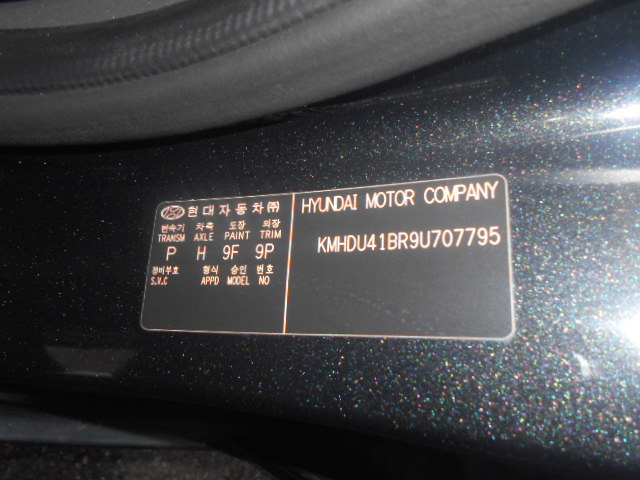 현대자동차㈜
변속기 차축 도장 의장
TRANSM AXLE PAINT TRIM
P H 9F 9P
정비부호 형식 승인 번호
S.V.C APPD MODEL NO
HYUNDAI MOTOR COMPANY
KMHDU41BR9U707795